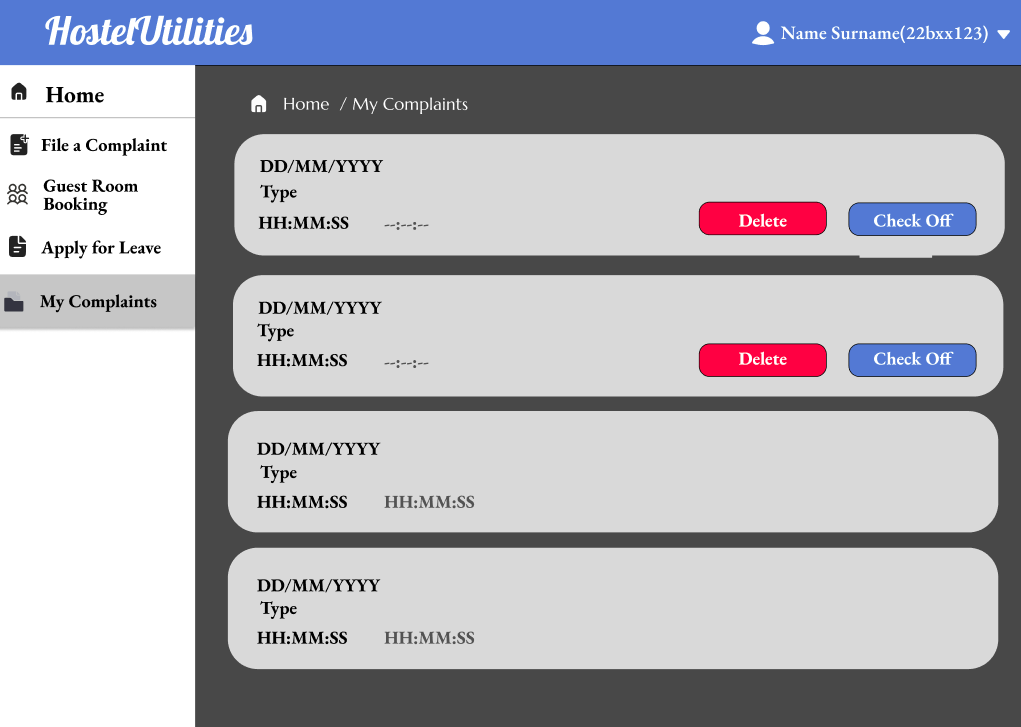 HostelUtilities
Name Surname(22bxx123)
Home
File a Complaint
Guest Room
Booking
Apply for Leave
My Complaints
Home / My Complaints
DD/MM/YYYY
Type
HH:MM:SS --:--:--
Delete Check Off
DD/MM/YYYY
Type
HH:MM:SS --:--:--
Delete Check Off
DD/MM/YYYY
Type
HH:MM:SS HH:MM:SS
DD/MM/YYYY
Type
HH:MM:SS HH:MM:SS